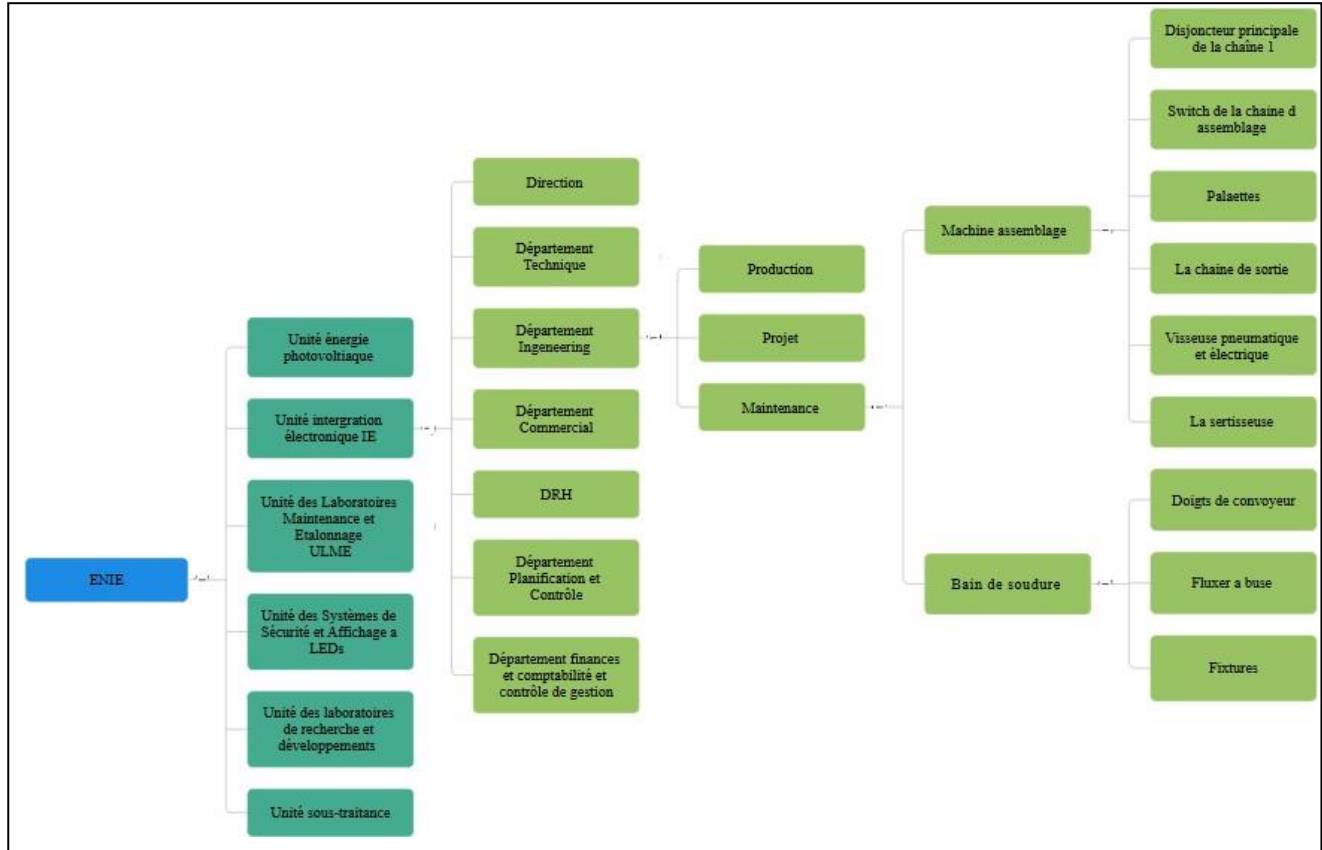 ENIE
Unité énergie
photovoltiaque
Unité intergration
électronique IE
Unité des Laboratoires
Maintenance et
Etalonnage
ULME
Unité des Systèmes de
Sécurité et Affichage a
LEDs
Unité des laboratoires
de recherche et
développements
Unité sous-traitance
Direction
Département
Technique
Département
Ingeneering
Département
Commercial
DRH
Département
Planification et
Contrôle
Département finances
et comptabilité et
contrôle de gestion
Production
Projet
Maintenance
Machine assemblage
Bain de soudure
Disjoncteur principale
de la chaîne 1
Switch de la chaine d
assemblage
Palaettes
La chaine de sortie
Visseuse pneumatique
et électrique
La sertisseuse
Doigts de convoyeur
Fluxer a buse
Fixtures